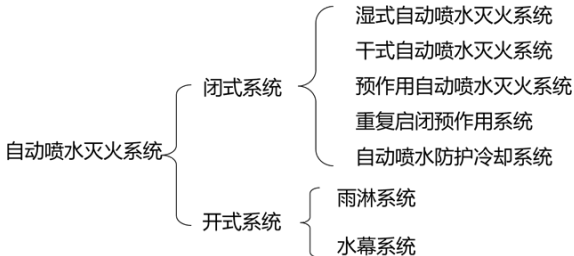 湿式自动喷水灭火系统
干式自动喷水灭火系统
闭式系统
预作用自动喷水灭火系统
重复启闭预作用系统
自动喷水灭火系统
自动喷水防护冷却系统
雨淋系统
开式系统
水幕系统